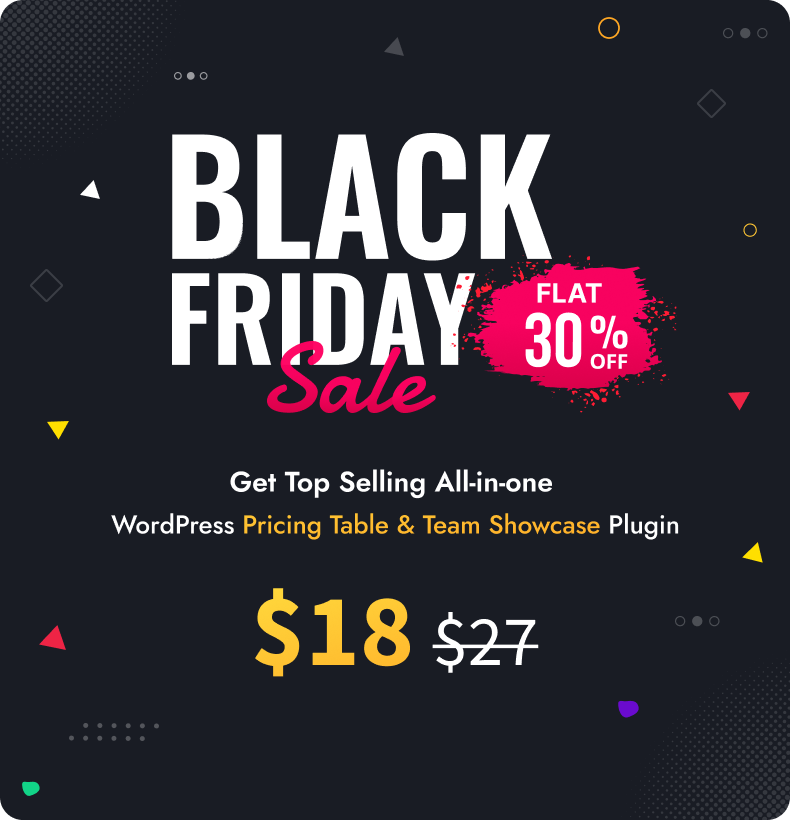 BLACK
FRIDAY
Sale
FLAT
30%
OFF
Get Top Selling All-in-one
WordPress Pricing Table & Team Showcase Plugin
$18 $27